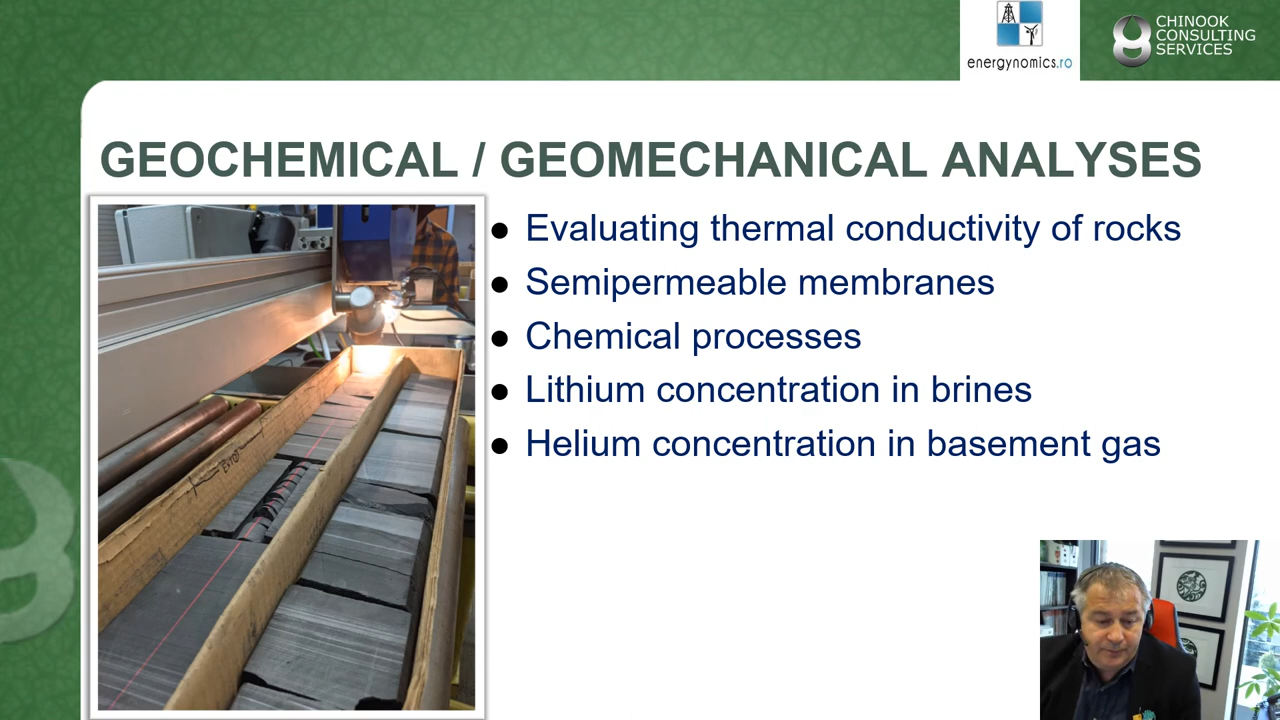 energynomics.ro
CHINOOK
CONSULTING
SERVICES
GEOCHEMICAL / GEOMECHANICAL ANALYSES
● Evaluating thermal conductivity of rocks
● Semipermeable membranes
● Chemical processes
● Lithium concentration in brines
● Helium concentration in basement gas